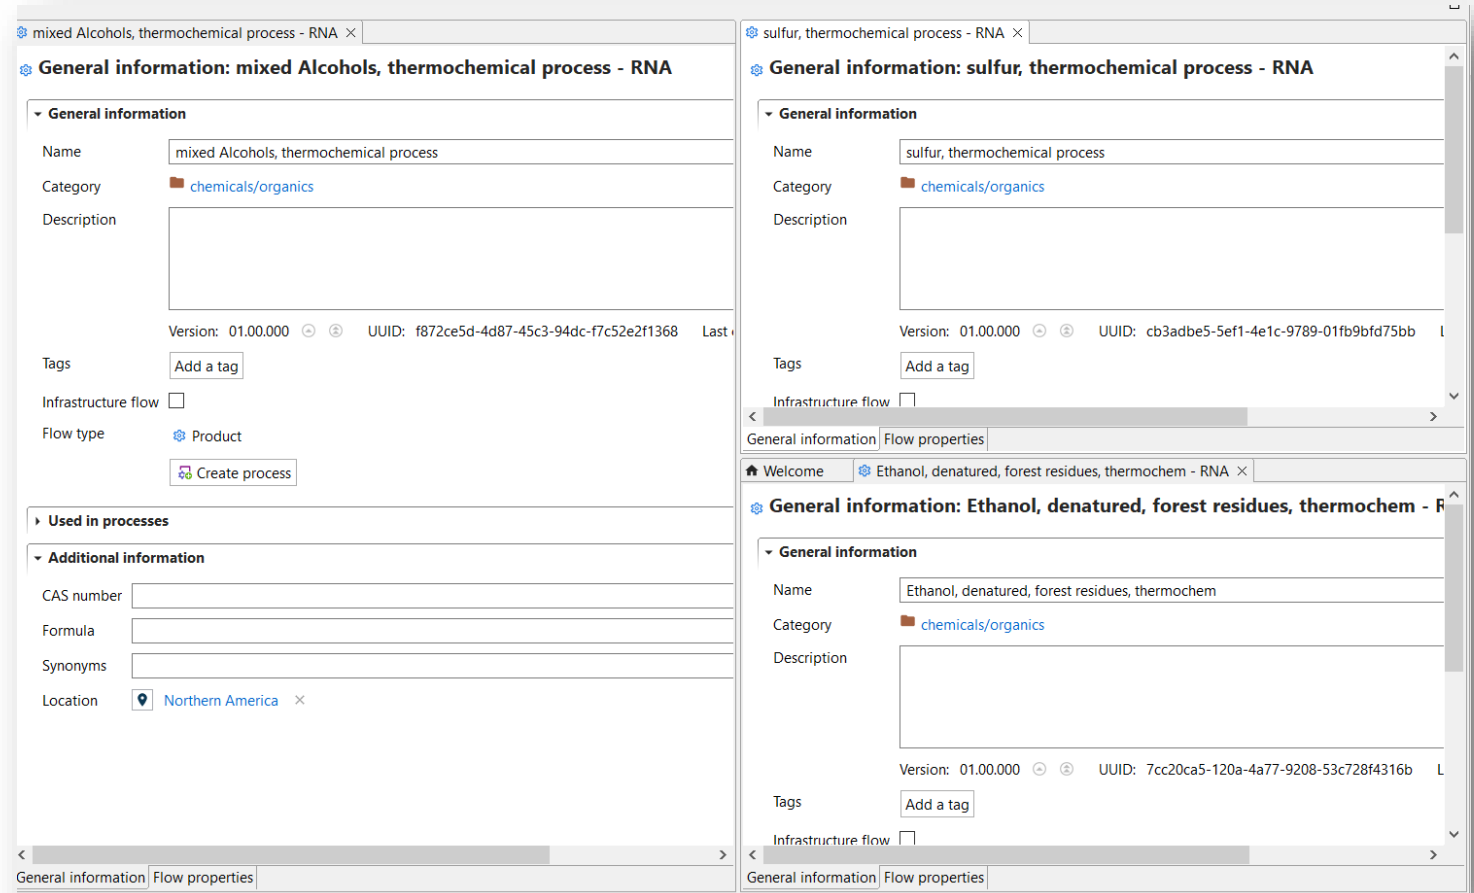 mixed Alcohols, thermochemical process - RNA
General information: mixed Alcohols, thermochemical process - RNA
General information
Name mixed Alcohols, thermochemical process
Category chemicals/organics
Description
Version: 01.00.000 UUID: f872ce5d-4d87-45c3-94dc-f7c52e2f1368 Last
Tags Add a tag
Infrastructure flow
Flow type Product
Create process
Used in processes
Additional information
CAS number
Formula
Synonyms
Location Northern America
General information Flow properties
sulfur, thermochemical process - RNA
General information: sulfur, thermochemical process - RNA
General information
Name sulfur, thermochemical process
Category chemicals/organics
Description
Version: 01.00.000 UUID: cb3adbe5-5ef1-4e1c-9789-01fb9bfd75bb
Tags Add a tag
Infrastructure flow
General information Flow properties
Welcome Ethanol, denatured, forest residues, thermochem - RNA
General information: Ethanol, denatured, forest residues, thermochem - R
General information
Name Ethanol, denatured, forest residues, thermochem
Category chemicals/organics
Description
Version: 01.00.000 UUID: 7cc20ca5-120a-4a77-9208-53c728f4316b L
Tags Add a tag
Infrastructure flow
General information Flow properties